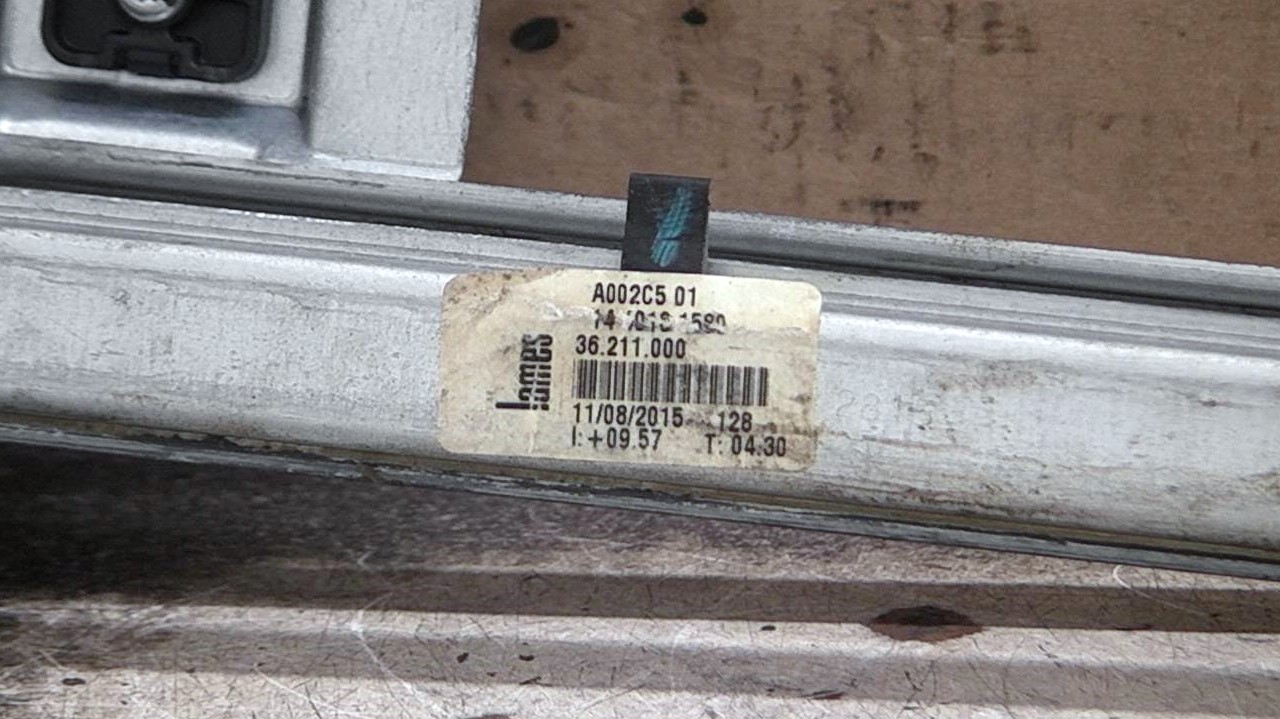 A002C5 01
36.211.000
Lames
11/08/2015 128
I: +09.57 T: 04.30